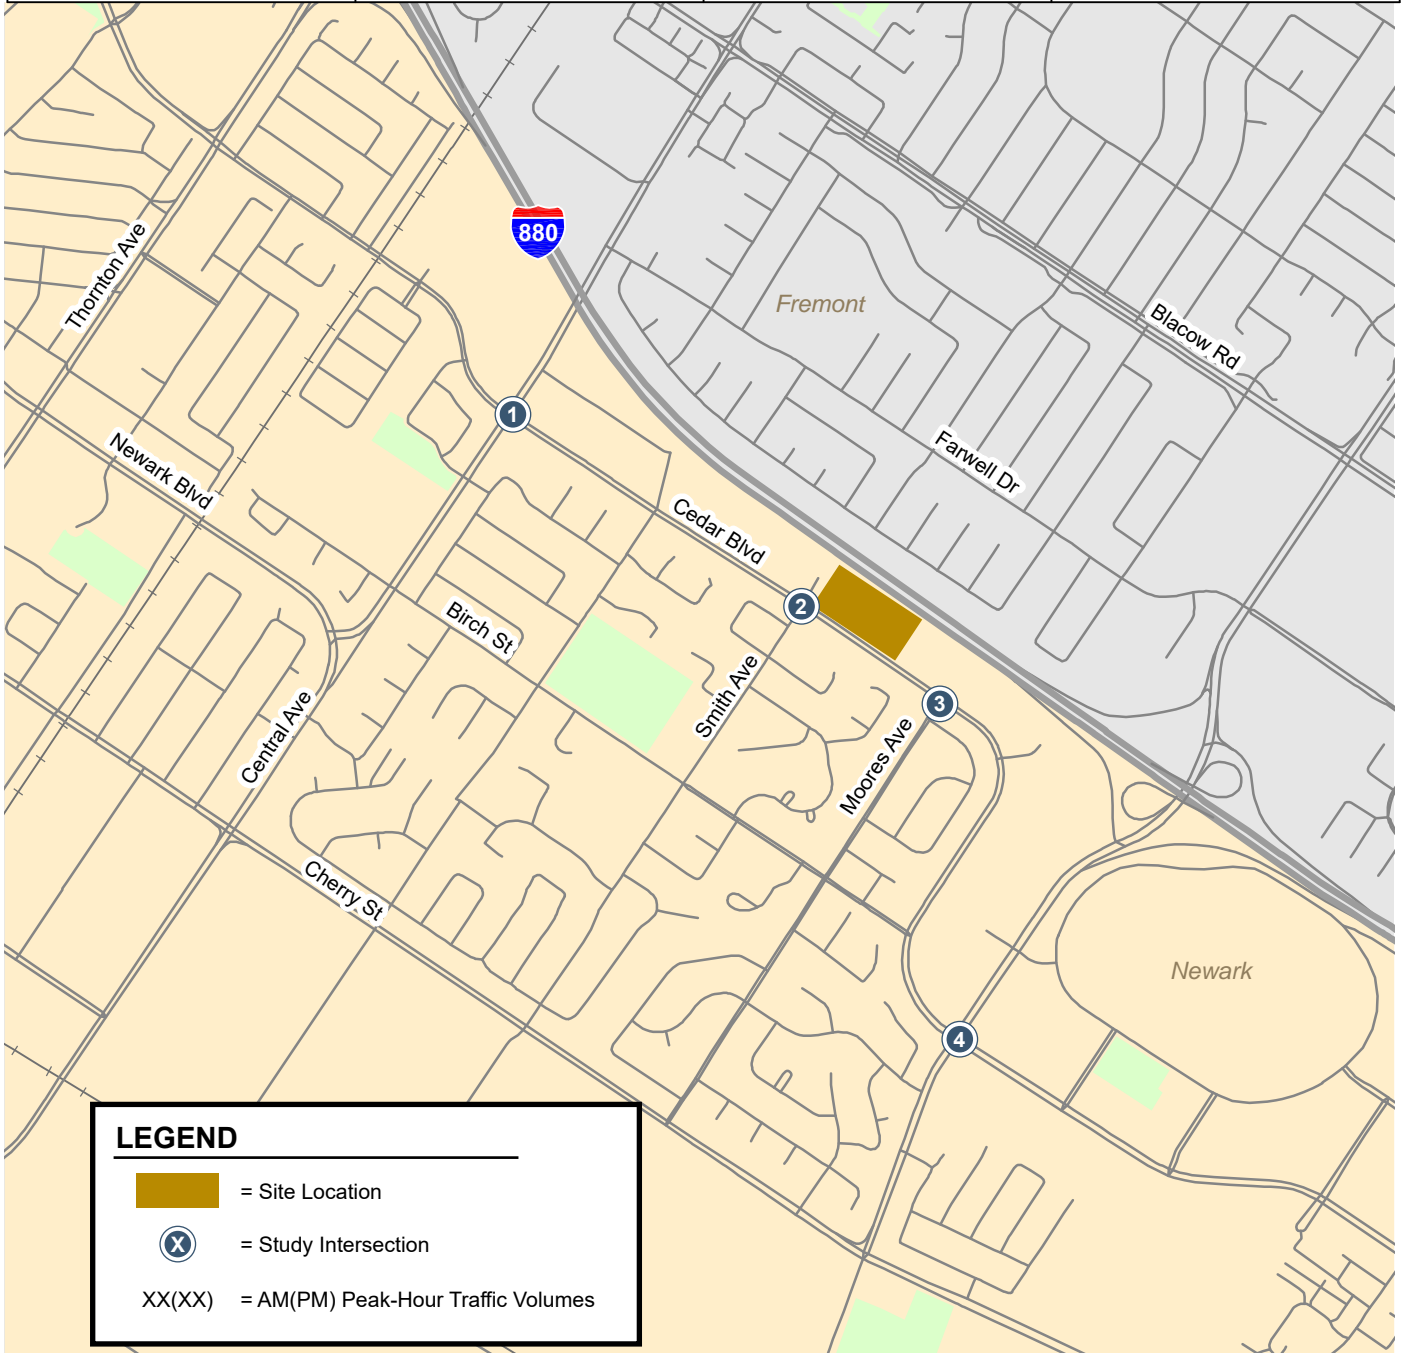 880
Thornton Ave
Fremont
Blacow Rd
1
Newark Blvd
Farwell Dr
Cedar Blvd
2
Birch St
Smith Ave
3
Central Ave
Moores Ave
Cherry St
Newark
4
LEGEND
= Site Location
X = Study Intersection
XX(XX) = AM(PM) Peak-Hour Traffic Volumes